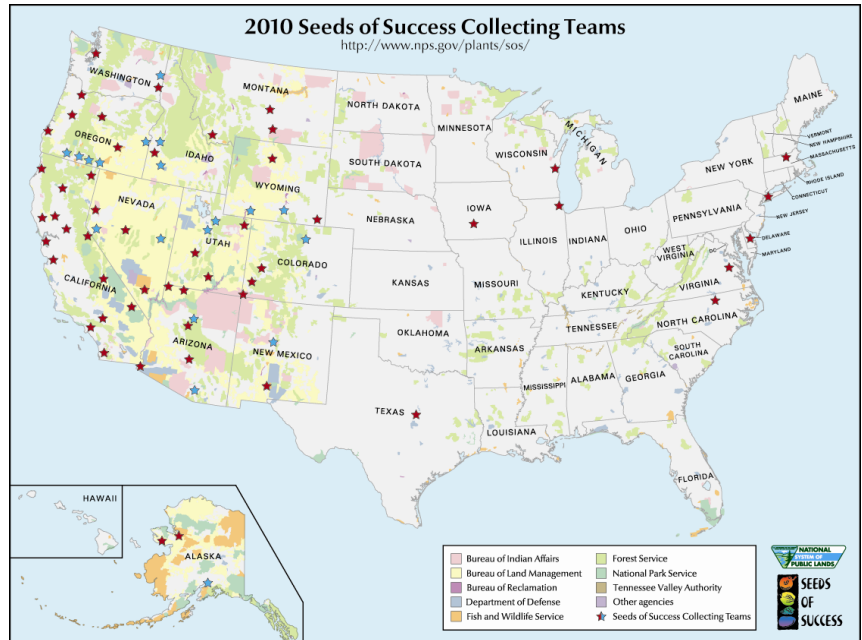 2010 Seeds of Success Collecting Teams
http://www.nps.gov/plants/sos/
WASHINGTON
MONTANA
NORTH DAKOTA
MINNESOTA
MICHIGAN
MAINE
OREGON
IDAHO
SOUTH DAKOTA
WISCONSIN
VERMONT
NEW HAMPSHIRE
MASSACHUSETTS
NEW YORK
RHODE ISLAND
CONNECTICUT
WYOMING
NEVADA
UTAH
NEBRASKA
IOWA
ILLINOIS
INDIANA
OHIO
PENNSYLVANIA
NEW JERSEY
DELAWARE
MARYLAND
DC
WEST
VIRGINIA
VIRGINIA
CALIFORNIA
COLORADO
KANSAS
MISSOURI
KENTUCKY
ARIZONA
NEW MEXICO
OKLAHOMA
ARKANSAS
TENNESSEE
NORTH CAROLINA
SOUTH
CAROLINA
TEXAS
LOUISIANA
MISSISSIPPI
ALABAMA
GEORGIA
FLORIDA
HAWAII
ALASKA
Bureau of Indian Affairs
Bureau of Land Management
Bureau of Reclamation
Department of Defense
Fish and Wildlife Service
Forest Service
National Park Service
Tennessee Valley Authority
Other agencies
Seeds of Success Collecting Teams
NATIONAL
SYSTEM OF
PUBLIC LANDS
SEEDS
OF
SUCCESS